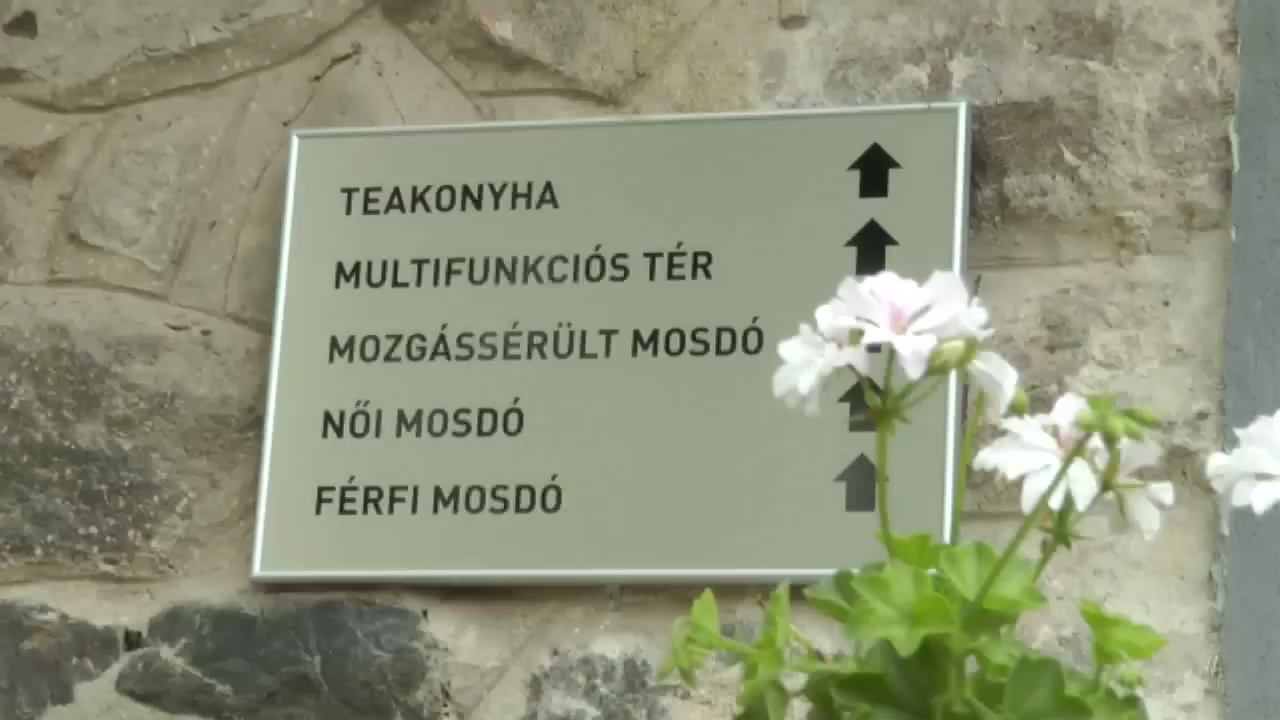 TEAKONYHA
MULTIFUNKCIÓS TÉR
MOZGÁSSÉRÜLT MOSDÓ
NŐI MOSDÓ
FÉRFI MOSDÓ